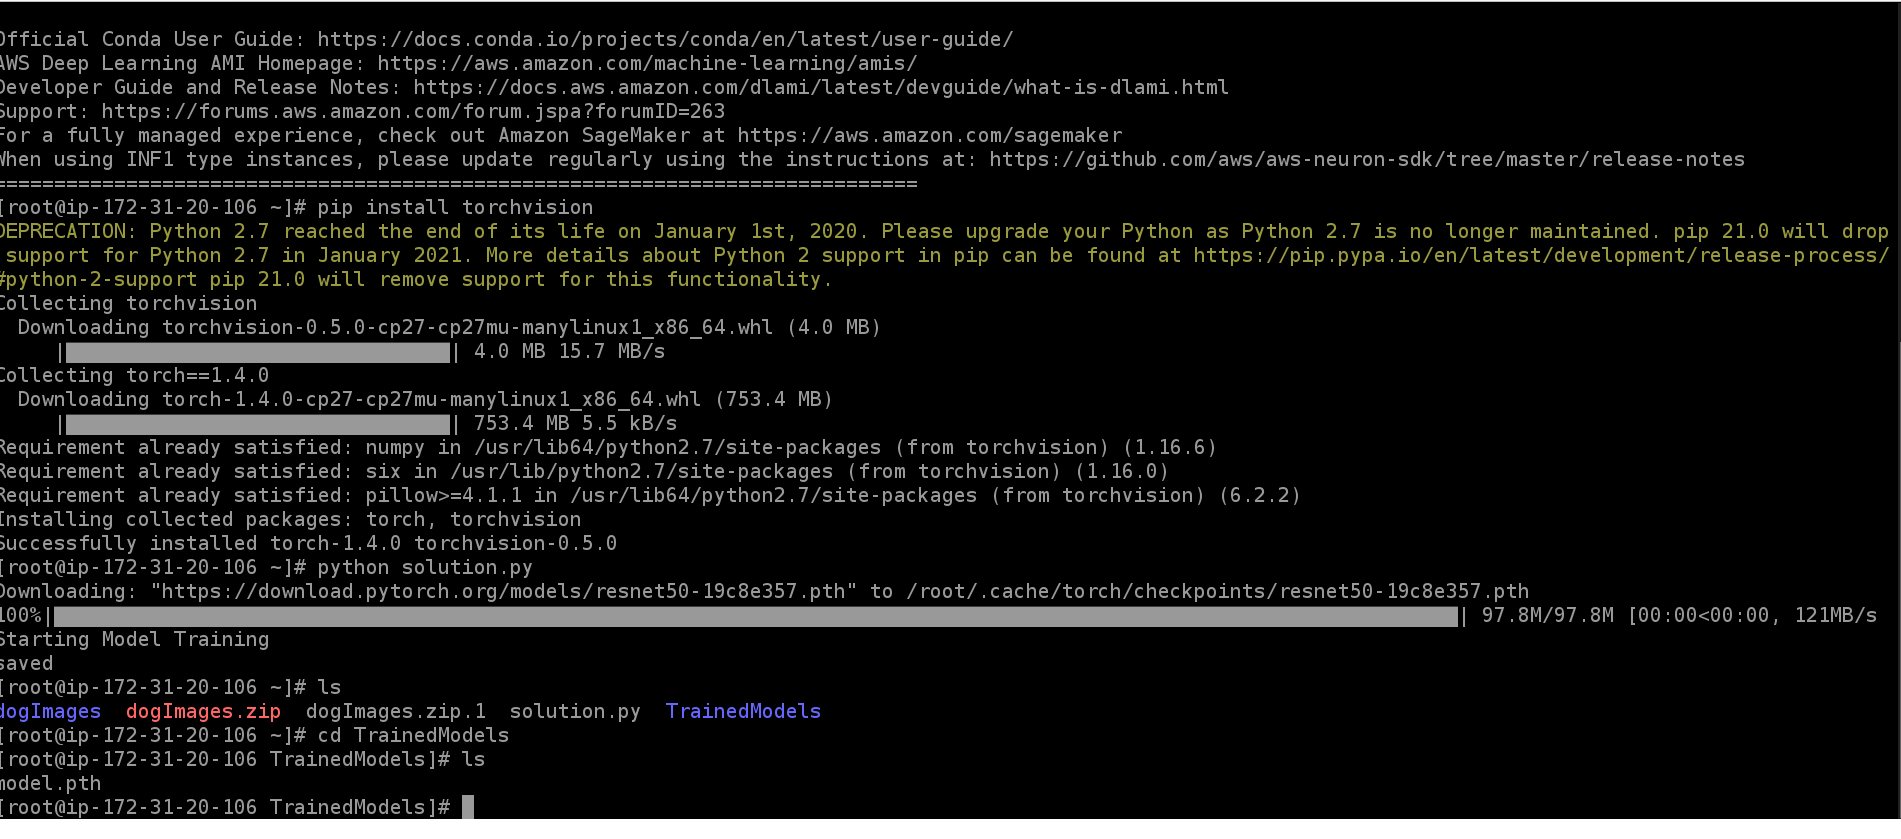 Official Conda User Guide: https://docs.conda.io/projects/conda/en/latest/user-guide/
AWS Deep Learning AMI Homepage: https://aws.amazon.com/machine-learning/amis/
Developer Guide and Release Notes: https://docs.aws.amazon.com/dlami/latest/devguide/what-is-dlami.html
Support: https://forums.aws.amazon.com/forum.jspa?forumID=263
For a fully managed experience, check out Amazon SageMaker at https://aws.amazon.com/sagemaker
When using INF1 type instances, please update regularly using the instructions at: https://github.com/aws/aws-neuron-sdk/tree/master/release-notes
=============================================================================
[root@ip-172-31-20-106 ~]# pip install torchvision
DEPRECATION: Python 2.7 reached the end of its life on January 1st, 2020. Please upgrade your Python as Python 2.7 is no longer maintained. pip 21.0 will drop
support for Python 2.7 in January 2021. More details about Python 2 support in pip can be found at https://pip.pypa.io/en/latest/development/release-process/
#python-2-support pip 21.0 will remove support for this functionality.
Collecting torchvision
  Downloading torchvision-0.5.0-cp27-cp27mu-manylinux1_x86_64.whl (4.0 MB)
     |████████████████████████████████| 4.0 MB 15.7 MB/s
Collecting torch==1.4.0
  Downloading torch-1.4.0-cp27-cp27mu-manylinux1_x86_64.whl (753.4 MB)
     |████████████████████████████████| 753.4 MB 5.5 kB/s
Requirement already satisfied: numpy in /usr/lib64/python2.7/site-packages (from torchvision) (1.16.6)
Requirement already satisfied: six in /usr/lib/python2.7/site-packages (from torchvision) (1.16.0)
Requirement already satisfied: pillow>=4.1.1 in /usr/lib64/python2.7/site-packages (from torchvision) (6.2.2)
Installing collected packages: torch, torchvision
Successfully installed torch-1.4.0 torchvision-0.5.0
[root@ip-172-31-20-106 ~]# python solution.py
Downloading: "https://download.pytorch.org/models/resnet50-19c8e357.pth" to /root/.cache/torch/checkpoints/resnet50-19c8e357.pth
100%|████████████████████████████████| 97.8M/97.8M [00:00<00:00, 121MB/s
Starting Model Training
saved
[root@ip-172-31-20-106 ~]# ls
dogImages  dogImages.zip  dogImages.zip.1  solution.py  TrainedModels
[root@ip-172-31-20-106 ~]# cd TrainedModels
[root@ip-172-31-20-106 TrainedModels]# ls
model.pth
[root@ip-172-31-20-106 TrainedModels]#